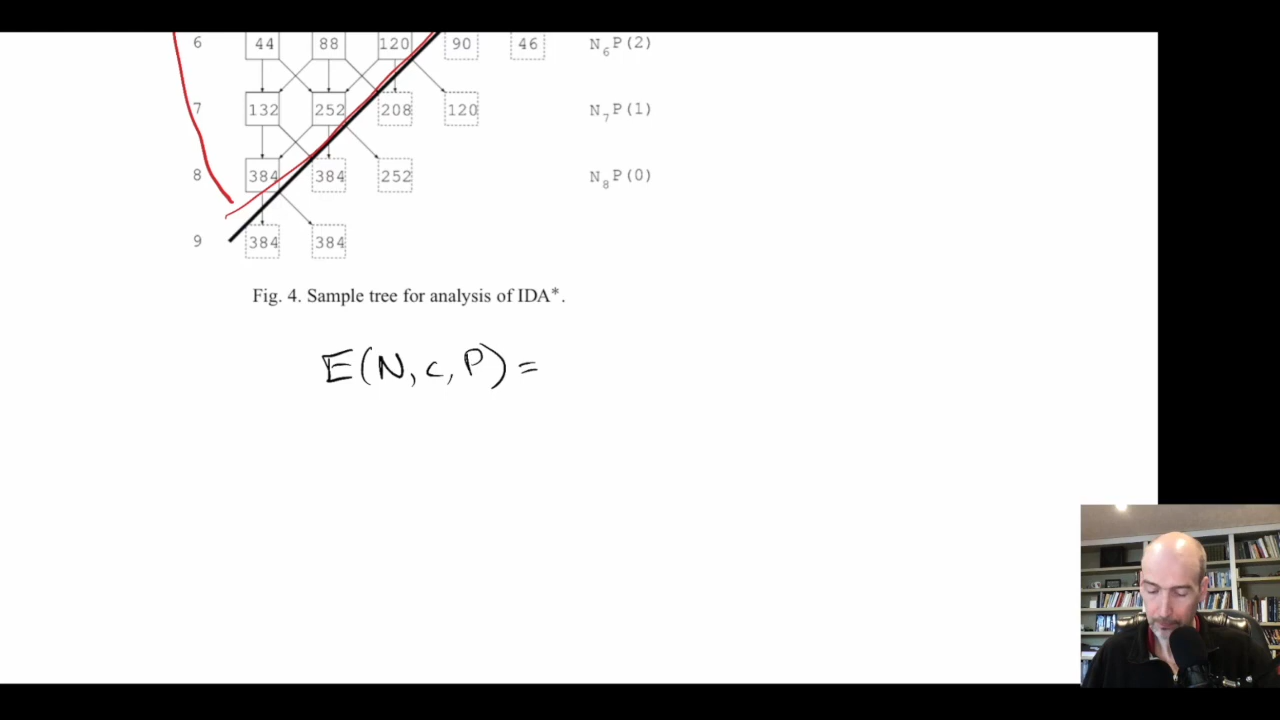 6 44 88 120 90 46 N₆P(2)
7 132 252 208 120 N₇P(1)
8 384 384 252 N₈P(0)
9 384 384
Fig. 4. Sample tree for analysis of IDA*.
E(N, c, P) =